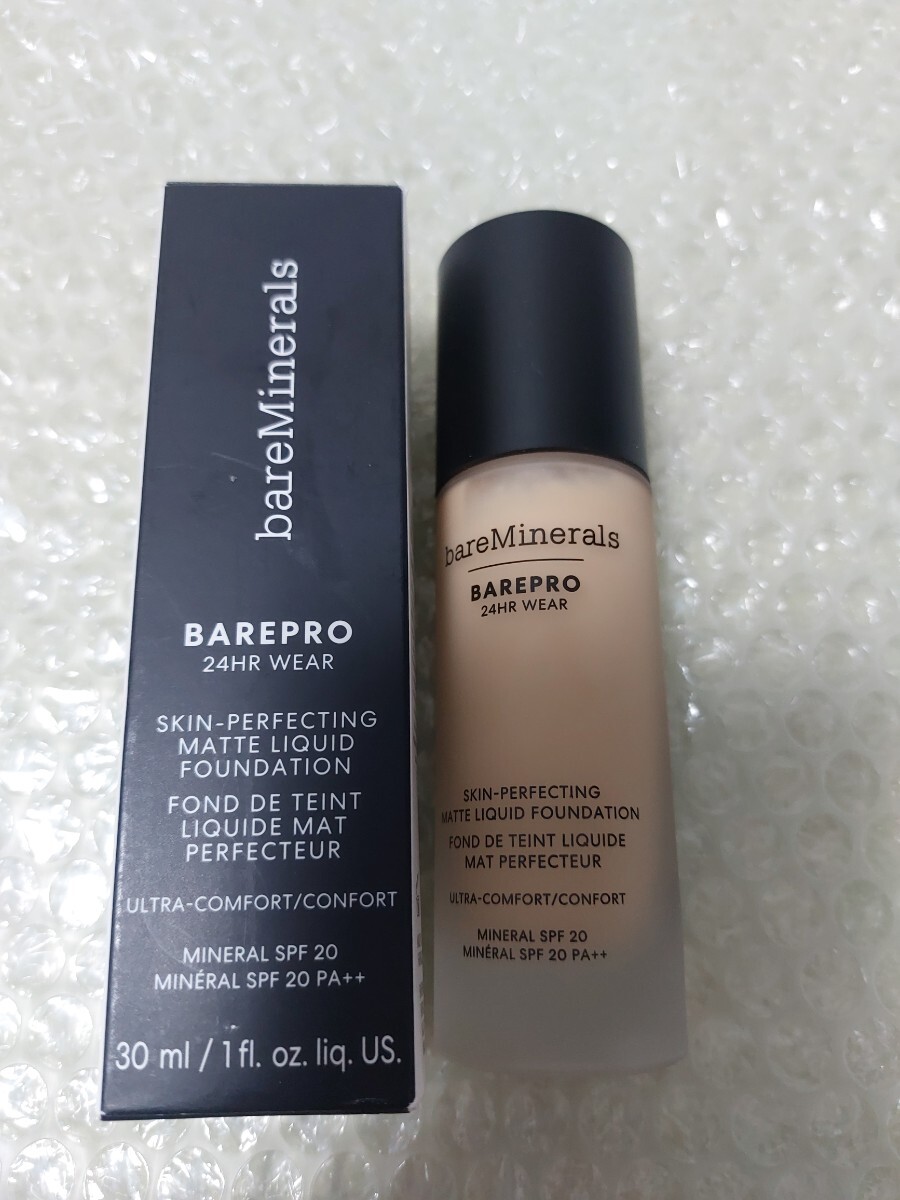 bareMinerals
BAREPRO
24HR WEAR
SKIN-PERFECTING
MATTE LIQUID
FOUNDATION
FOND DE TEINT
LIQUIDE MAT
PERFECTEUR
ULTRA-COMFORT/CONFORT
MINERAL SPF 20
MINÉRAL SPF 20 PA++
30 ml / 1 fl. oz. liq. US.
bareMinerals
BAREPRO
24HR WEAR
SKIN-PERFECTING
MATTE LIQUID FOUNDATION
FOND DE TEINT LIQUIDE
MAT PERFECTEUR
ULTRA-COMFORT/CONFORT
MINERAL SPF 20
MINÉRAL SPF 20 PA++